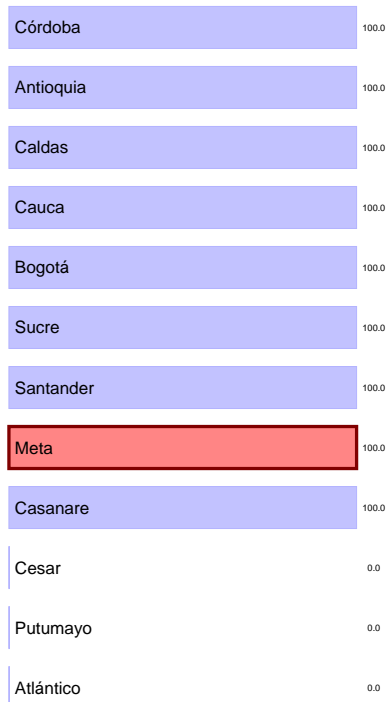 Córdoba 100.0
Antioquia 100.0
Caldas 100.0
Cauca 100.0
Bogotá 100.0
Sucre 100.0
Santander 100.0
Meta 100.0
Casanare 100.0
Cesar 0.0
Putumayo 0.0
Atlántico 0.0